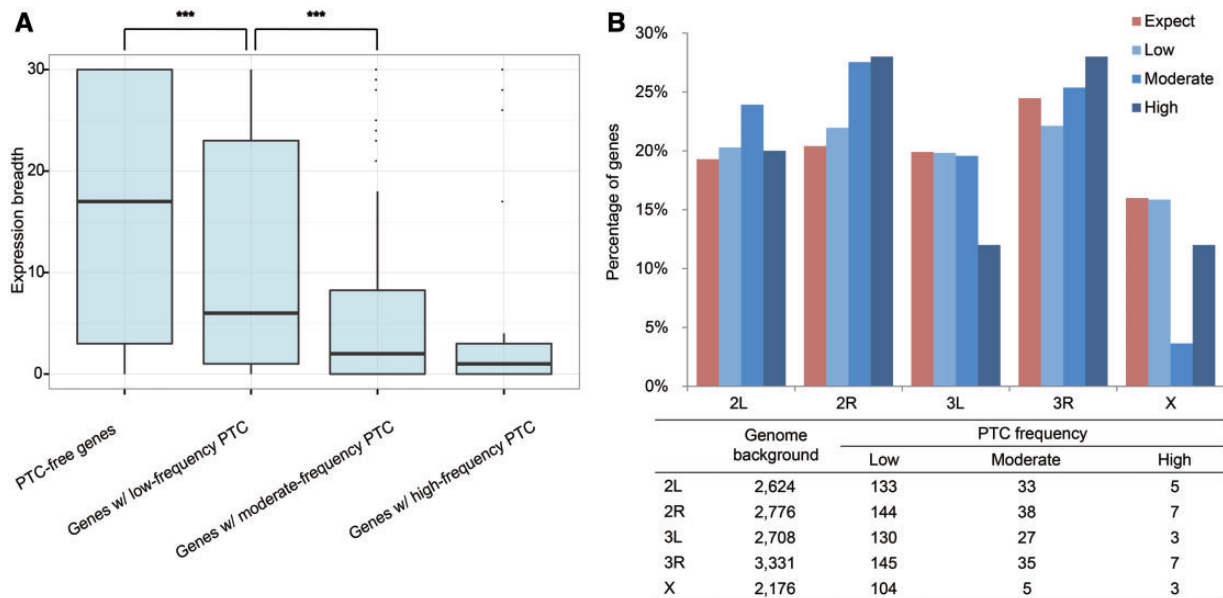 A
***
***
Expression breadth
30
20
10
0
PTC-free genes
Genes w/ low-frequency PTC
Genes w/ moderate-frequency PTC
Genes w/ high-frequency PTC
B
Percentage of genes
30%
25%
20%
15%
10%
5%
0%
Expect
Low
Moderate
High
2L 2R 3L 3R X
Genome background PTC frequency
Low Moderate High
2L 2,624 133 33 5
2R 2,776 144 38 7
3L 2,708 130 27 3
3R 3,331 145 35 7
X 2,176 104 5 3